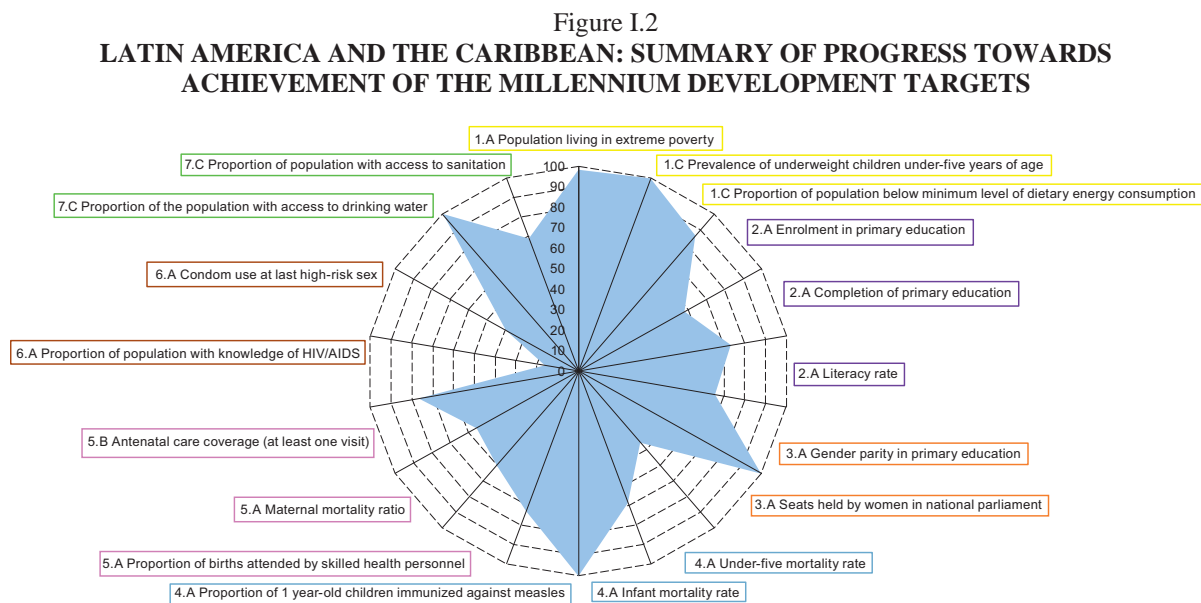 Figure I.2
LATIN AMERICA AND THE CARIBBEAN: SUMMARY OF PROGRESS TOWARDS
ACHIEVEMENT OF THE MILLENNIUM DEVELOPMENT TARGETS
1.A Population living in extreme poverty
7.C Proportion of population with access to sanitation
1.C Prevalence of underweight children under-five years of age
1.C Proportion of population below minimum level of dietary energy consumption
7.C Proportion of the population with access to drinking water
2.A Enrolment in primary education
6.A Condom use at last high-risk sex
2.A Completion of primary education
6.A Proportion of population with knowledge of HIV/AIDS
2.A Literacy rate
5.B Antenatal care coverage (at least one visit)
3.A Gender parity in primary education
5.A Maternal mortality ratio
3.A Seats held by women in national parliament
5.A Proportion of births attended by skilled health personnel
4.A Under-five mortality rate
4.A Proportion of 1 year-old children immunized against measles
4.A Infant mortality rate
100
90
80
70
60
50
40
30
20
10
0